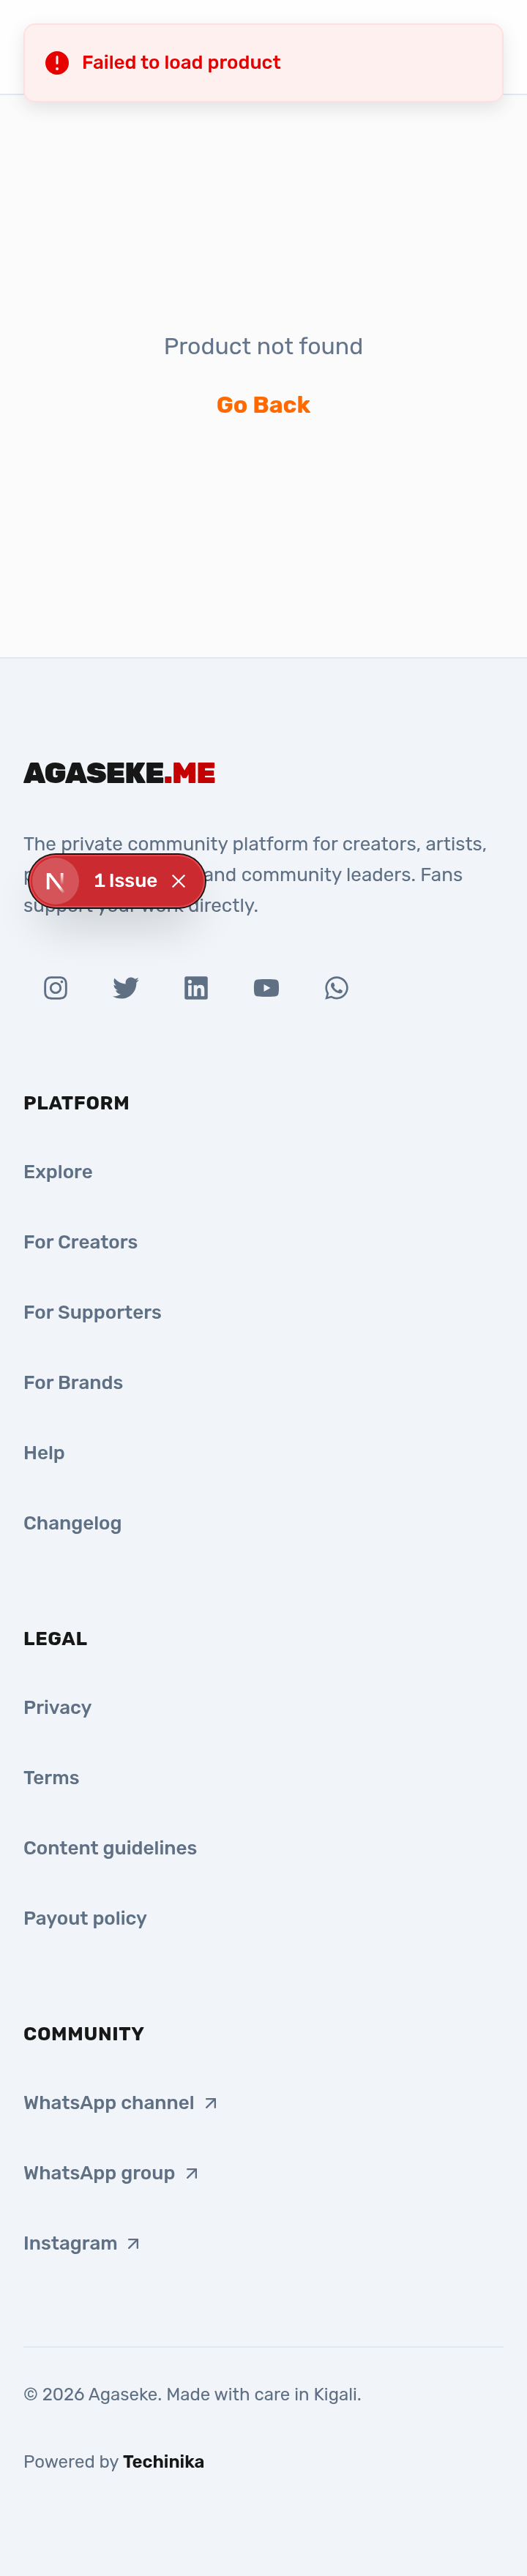 Failed to load product
Product not found
Go Back
AGASEKE.ME
The private community platform for creators, artists,
and community leaders. Fans
support your work directly.
N 1 Issue
PLATFORM
Explore
For Creators
For Supporters
For Brands
Help
Changelog
LEGAL
Privacy
Terms
Content guidelines
Payout policy
COMMUNITY
WhatsApp channel
WhatsApp group
Instagram
© 2026 Agaseke. Made with care in Kigali.
Powered by Techinika